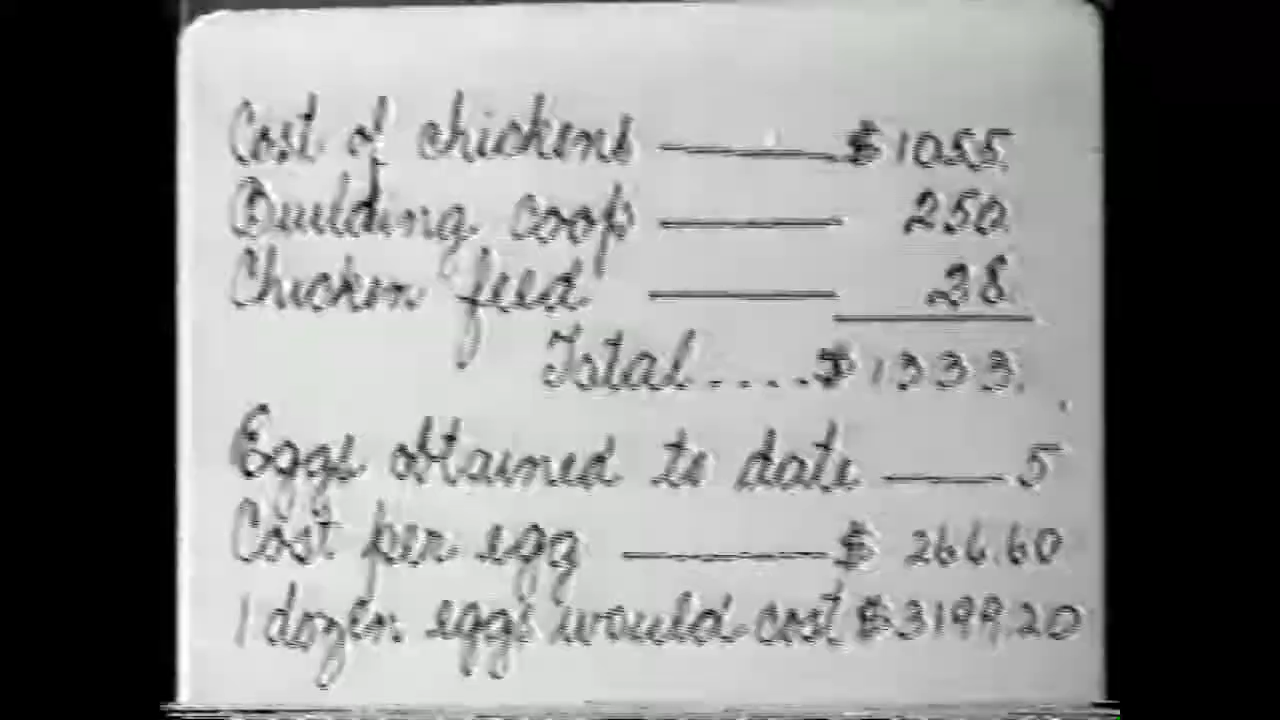 Cost of chickens —— $1055.
Building coop —— 250.
Chicken feed —— 28.
Total .... $1333.
Eggs obtained to date —— 5
Cost per egg —— $ 266.60
1 dozen eggs would cost $3199.20